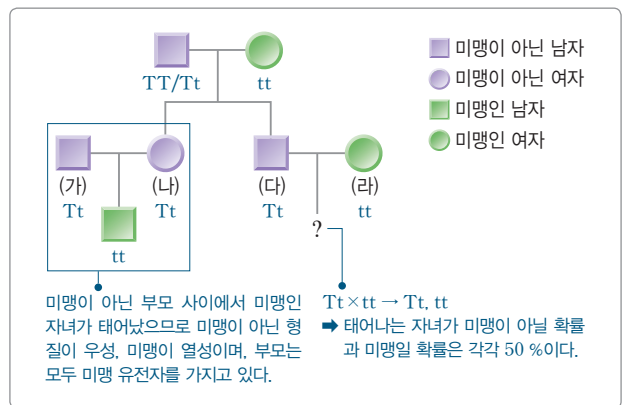 미맹이 아닌 남자
미맹이 아닌 여자
미맹인 남자
미맹인 여자
TT/Tt
tt
(가)
(나)
(다)
(라)
Tt
Tt
Tt
tt
tt
?
미맹이 아닌 부모 사이에서 미맹인
자녀가 태어났으므로 미맹이 아닌 형
질이 우성, 미맹이 열성이며, 부모는
모두 미맹 유전자를 가지고 있다.
Tt×tt → Tt, tt
➡ 태어나는 자녀가 미맹이 아닐 확률
과 미맹일 확률은 각각 50 %이다.